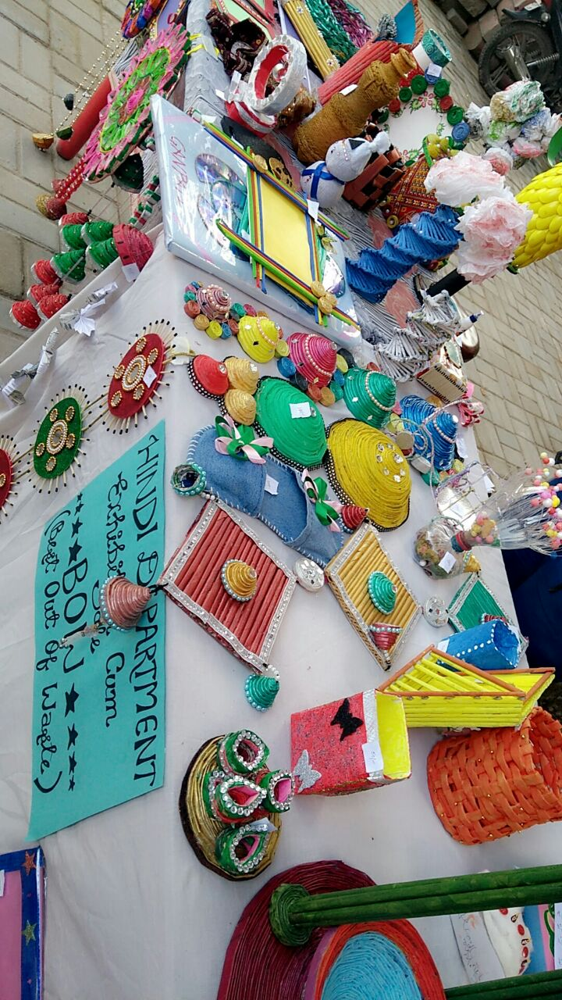 HINDI DEPARTMENT
Exhibition Cum
Sale
★★★★BOW★★★★★
(Best Out Of Waste)